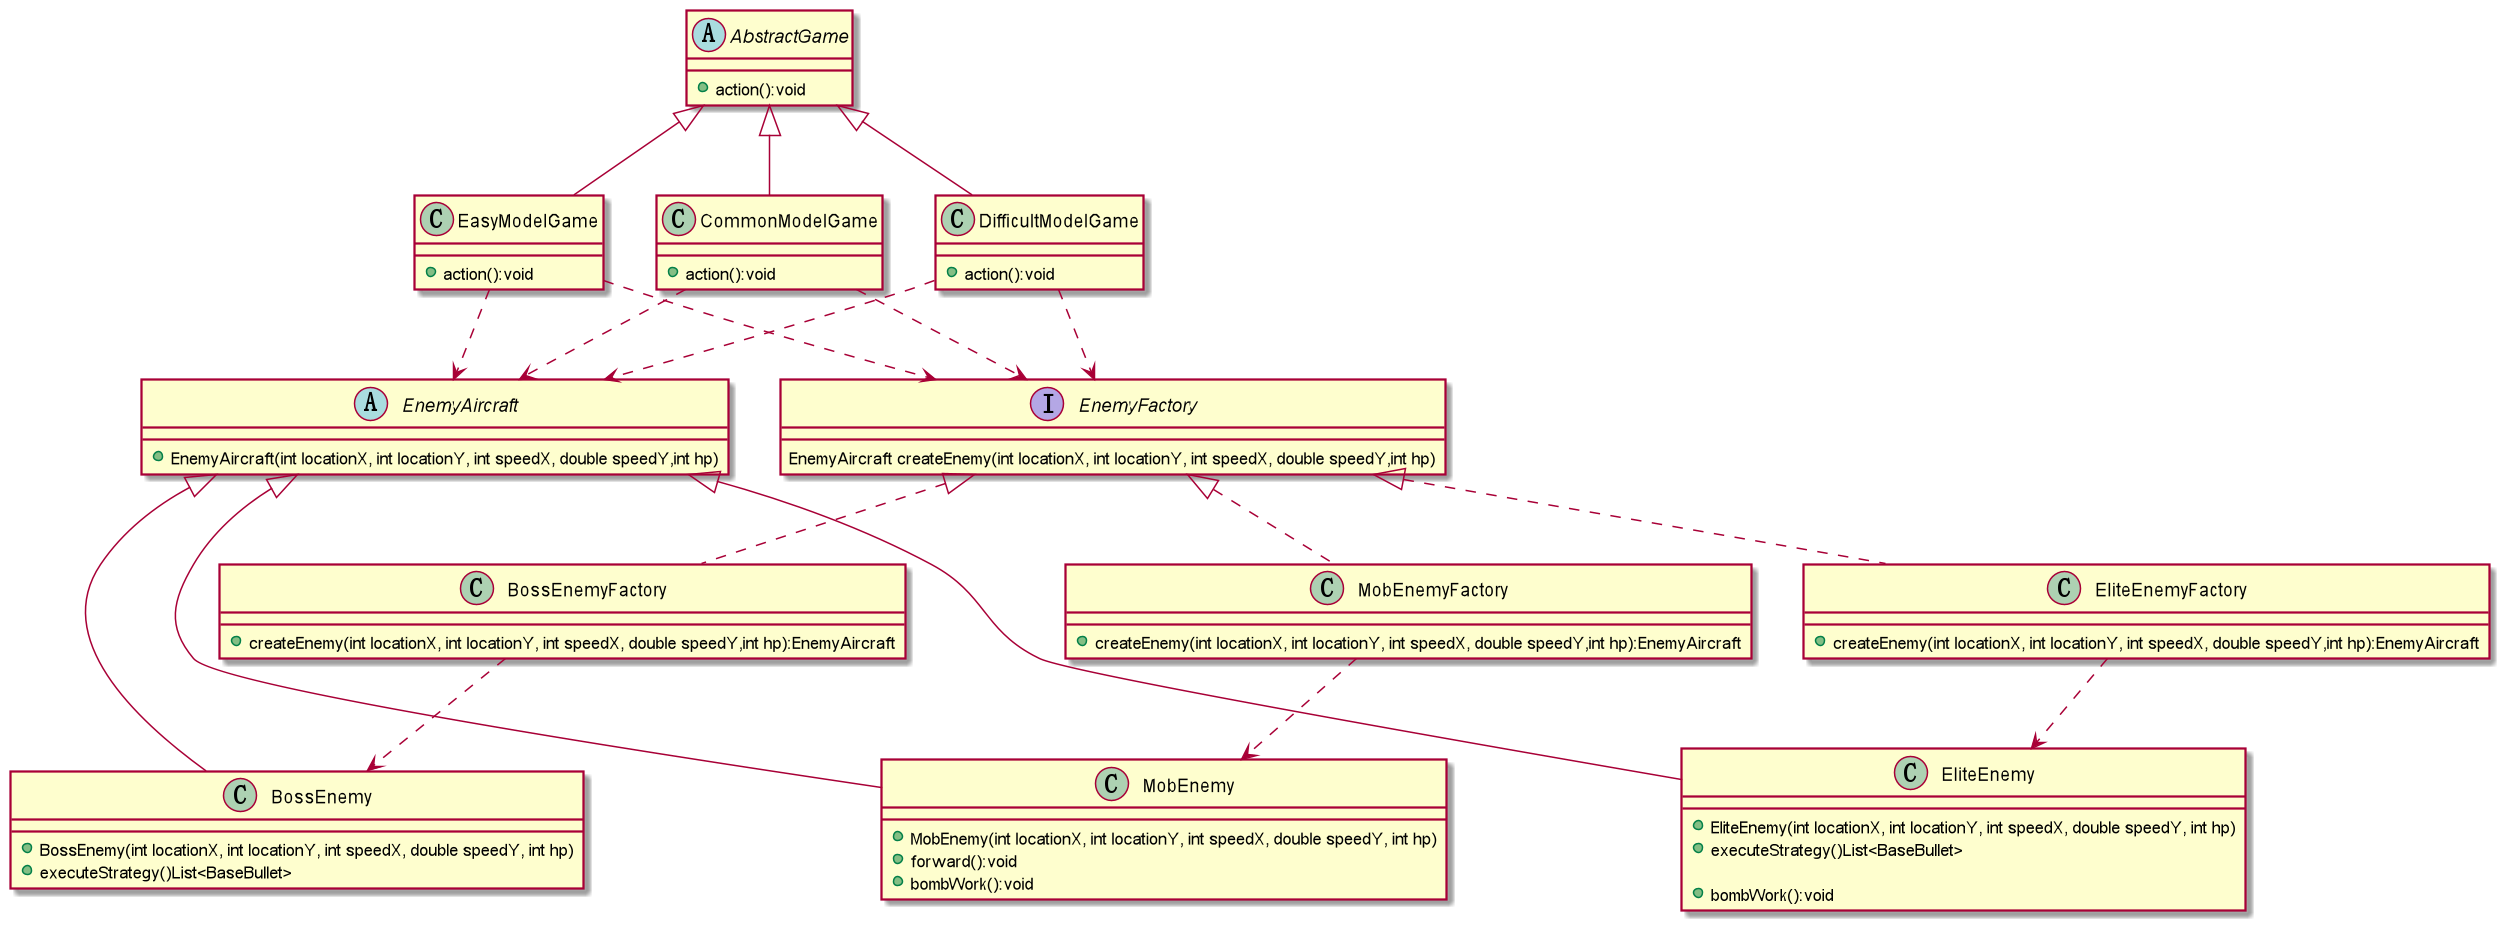 A AbstractGame
action():void
C EasyModelGame
action():void
C CommonModelGame
action():void
C DifficultModelGame
action():void
A EnemyAircraft
EnemyAircraft(int locationX, int locationY, int speedX, double speedY,int hp)
I EnemyFactory
EnemyAircraft createEnemy(int locationX, int locationY, int speedX, double speedY,int hp)
C BossEnemyFactory
createEnemy(int locationX, int locationY, int speedX, double speedY,int hp):EnemyAircraft
C MobEnemyFactory
createEnemy(int locationX, int locationY, int speedX, double speedY,int hp):EnemyAircraft
C EliteEnemyFactory
createEnemy(int locationX, int locationY, int speedX, double speedY,int hp):EnemyAircraft
C BossEnemy
BossEnemy(int locationX, int locationY, int speedX, double speedY, int hp)
executeStrategy()List<BaseBullet>
C MobEnemy
MobEnemy(int locationX, int locationY, int speedX, double speedY, int hp)
forward():void
bombWork():void
C EliteEnemy
EliteEnemy(int locationX, int locationY, int speedX, double speedY, int hp)
executeStrategy()List<BaseBullet>
bombWork():void